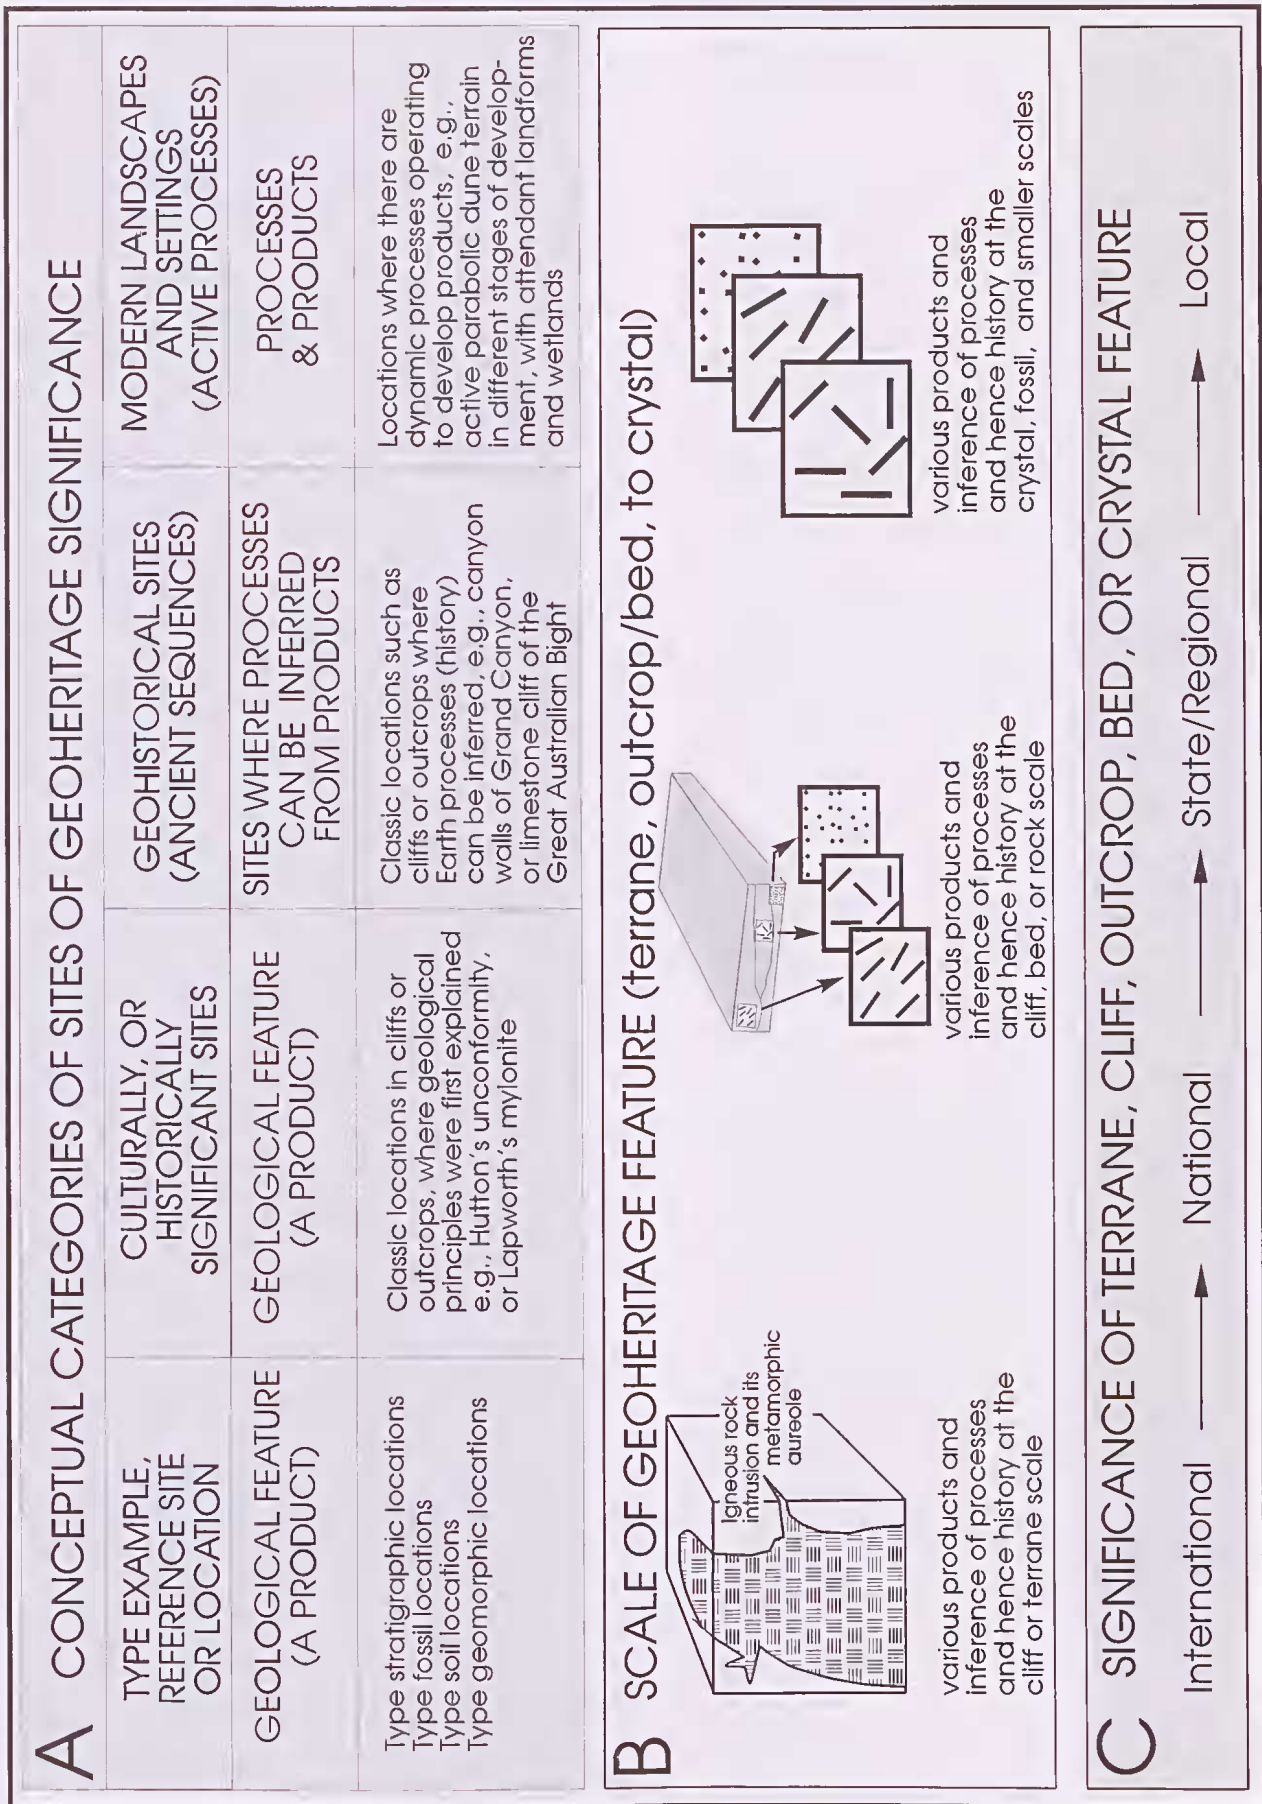 A CONCEPTUAL CATEGORIES OF SITES OF GEOHERITAGE SIGNIFICANCE
TYPE EXAMPLE,
REFERENCE SITE
OR LOCATION
CULTURALLY, OR
HISTORICALLY
SIGNIFICANT SITES
GEOHISTORICAL SITES
(ANCIENT SEQUENCES)
MODERN LANDSCAPES
AND SETTINGS
(ACTIVE PROCESSES)
GEOLOGICAL FEATURE
(A PRODUCT)
GEOLOGICAL FEATURE
(A PRODUCT)
SITES WHERE PROCESSES
CAN BE INFERRED
FROM PRODUCTS
PROCESSES
& PRODUCTS
Type stratigraphic locations
Type fossil locations
Type soil locations
Type geomorphic locations
Classic locations in cliffs or
outcrops, where geological
principles were first explained
e.g., Hutton's unconformity,
or Lapworth's mylonite
Classic locations such as
cliffs or outcrops where
Earth processes (history)
can be inferred, e.g., canyon
walls of Grand Canyon,
or limestone cliff of the
Great Australian Bight
Locations where there are
dynamic processes operating
to develop products, e.g.,
active parabolic dune terrain
in different stages of develop-
ment, with attendant landforms
and wetlands
B SCALE OF GEOHERITAGE FEATURE (terrane, outcrop/bed, to crystal)
Igneous rock
intrusion and its
metamorphic
aureole
various products and
inference of processes
and hence history at the
cliff or terrane scale
various products and
inference of processes
and hence history at the
cliff, bed, or rock scale
various products and
inference of processes
and hence history at the
crystal, fossil, and smaller scales
C SIGNIFICANCE OF TERRANE, CLIFF, OUTCROP, BED, OR CRYSTAL FEATURE
International → National → State/Regional → Local